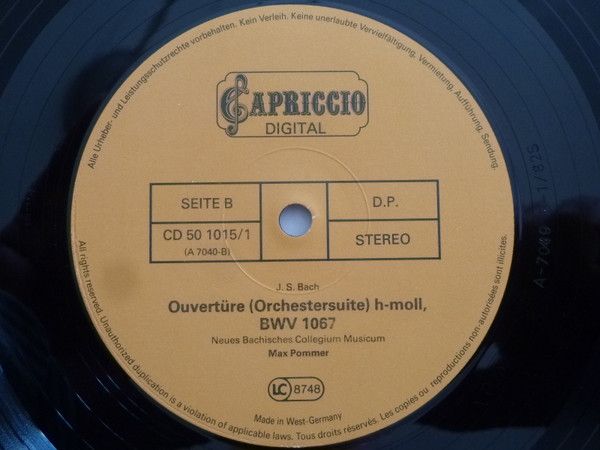 Alle Urheber- und Leistungsschutzrechte vorbehalten. Kein Verleih. Keine unerlaubte Vervielfältigung, Vermietung, Aufführung, Sendung.
CAPRICCIO
DIGITAL
SEITE B
D.P.
CD 50 1015/1
(A 7040-B)
STEREO
J. S. Bach
Ouvertüre (Orchestersuite) h-moll,
BWV 1067
Neues Bachisches Collegium Musicum
Max Pommer
LC 8748
Made in West-Germany
All rights reserved. Unauthorized duplication is a violation of applicable laws. Tous droits réservés. Les copies ou reproductions non-autorisées sont illicites.